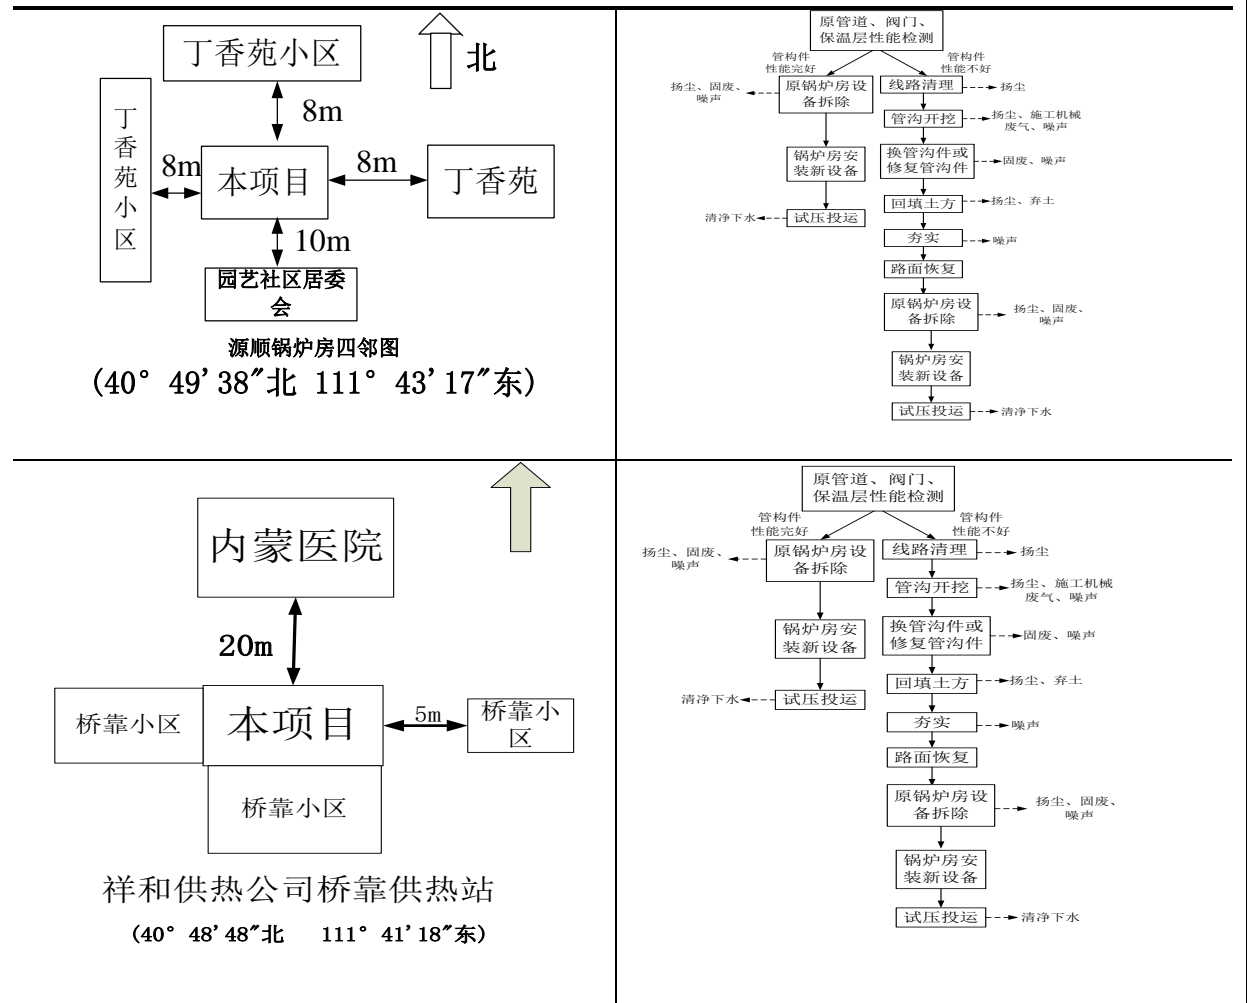 丁香苑小区
北
8m
丁香苑小区
8m
本项目
8m
丁香苑
10m
园艺社区居委
会
源顺锅炉房四邻图
(40° 49'38"北 111° 43'17"东)
原管道、阀门、
保温层性能检测
管构件
性能完好
管构件
性能不好
扬尘、固废、
噪声
原锅炉房设
备拆除
线路清理
扬尘
管沟开挖
扬尘、施工机械
废气、噪声
锅炉房安
装新设备
换管沟件或
修复管沟件
固废、噪声
清净下水
试压投运
回填土方
扬尘、弃土
夯实
噪声
路面恢复
原锅炉房设
备拆除
扬尘、固废、
噪声
锅炉房安
装新设备
试压投运
清净下水
内蒙医院
20m
桥靠小区
本项目
5m
桥靠小
区
桥靠小区
祥和供热公司桥靠供热站
(40° 48'48"北 111° 41'18"东)
原管道、阀门、
保温层性能检测
管构件
性能完好
管构件
性能不好
扬尘、固废、
噪声
原锅炉房设
备拆除
线路清理
扬尘
管沟开挖
扬尘、施工机械
废气、噪声
锅炉房安
装新设备
换管沟件或
修复管沟件
固废、噪声
清净下水
试压投运
回填土方
扬尘、弃土
夯实
噪声
路面恢复
原锅炉房设
备拆除
扬尘、固废、
噪声
锅炉房安
装新设备
试压投运
清净下水